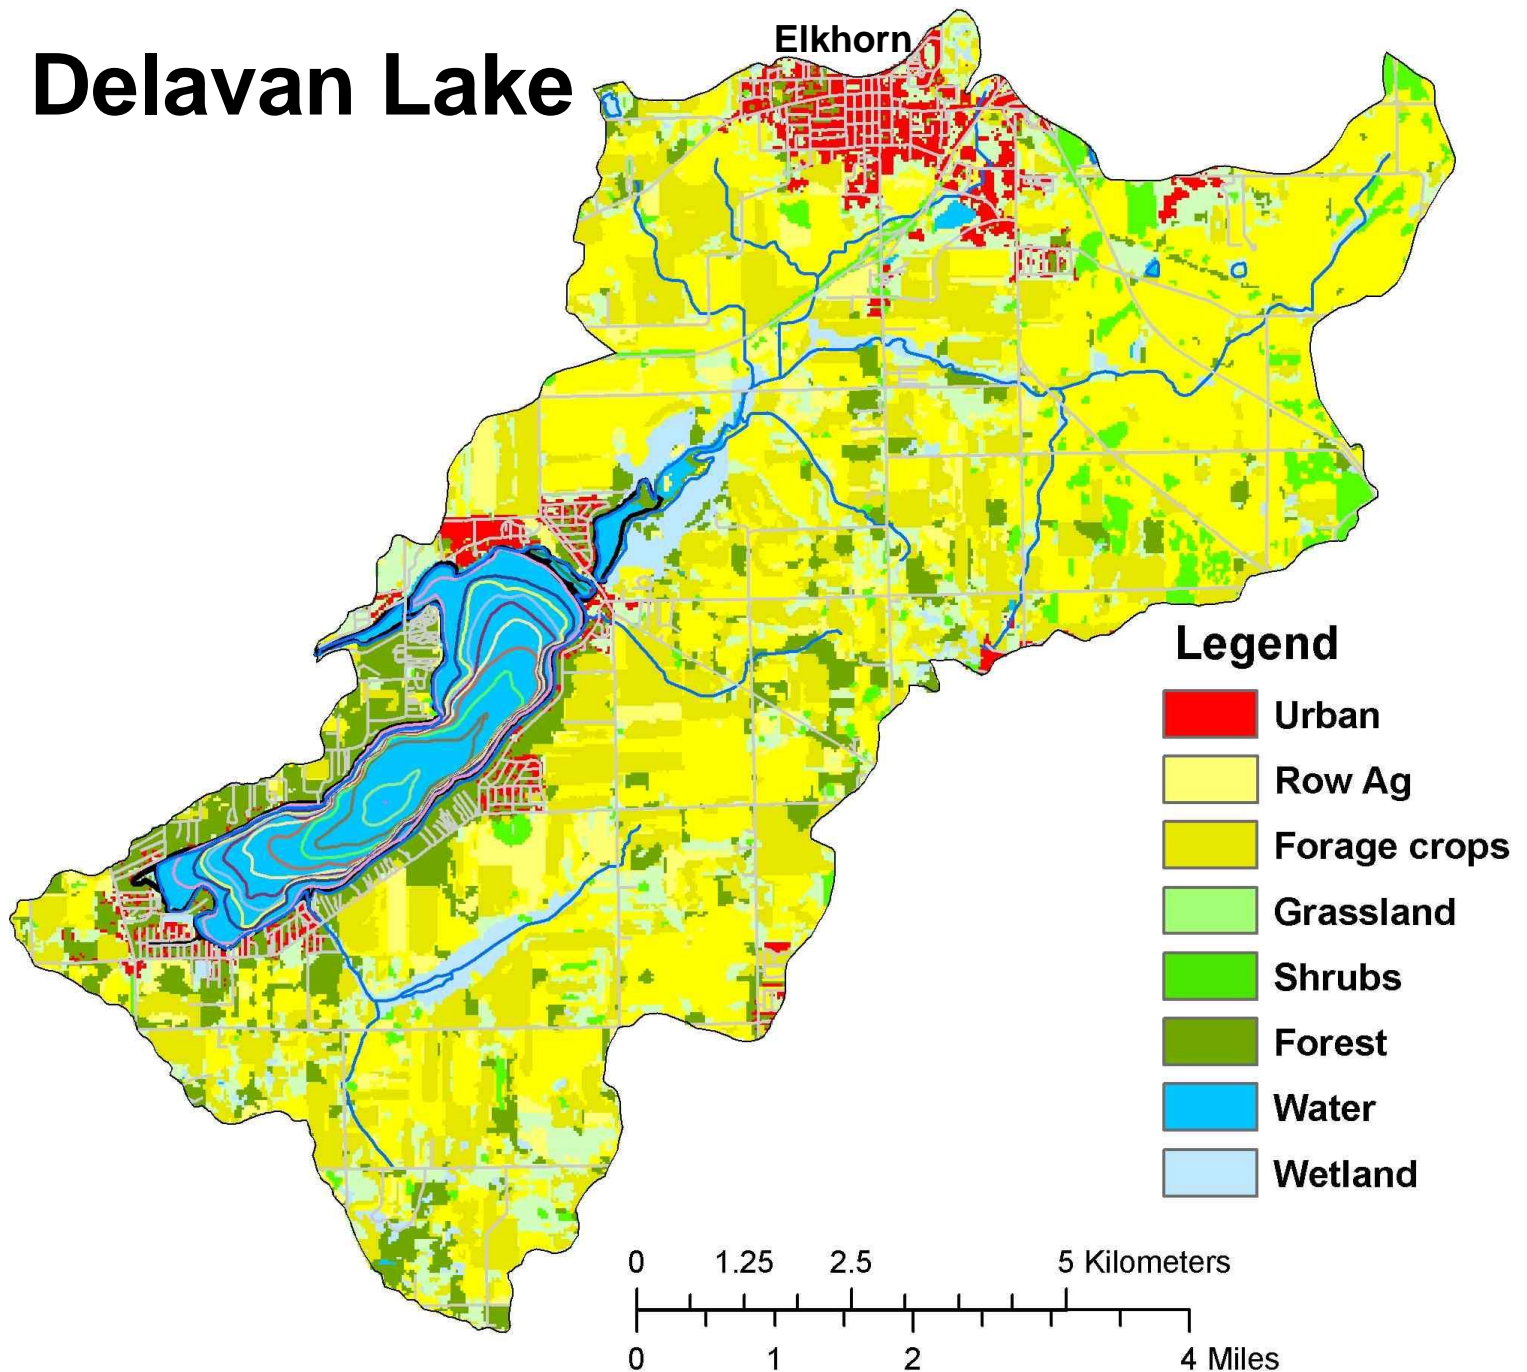 Delavan Lake
Elkhorn
Legend
Urban
Row Ag
Forage crops
Grassland
Shrubs
Forest
Water
Wetland
0 1.25 2.5 5 Kilometers
0 1 2 4 Miles